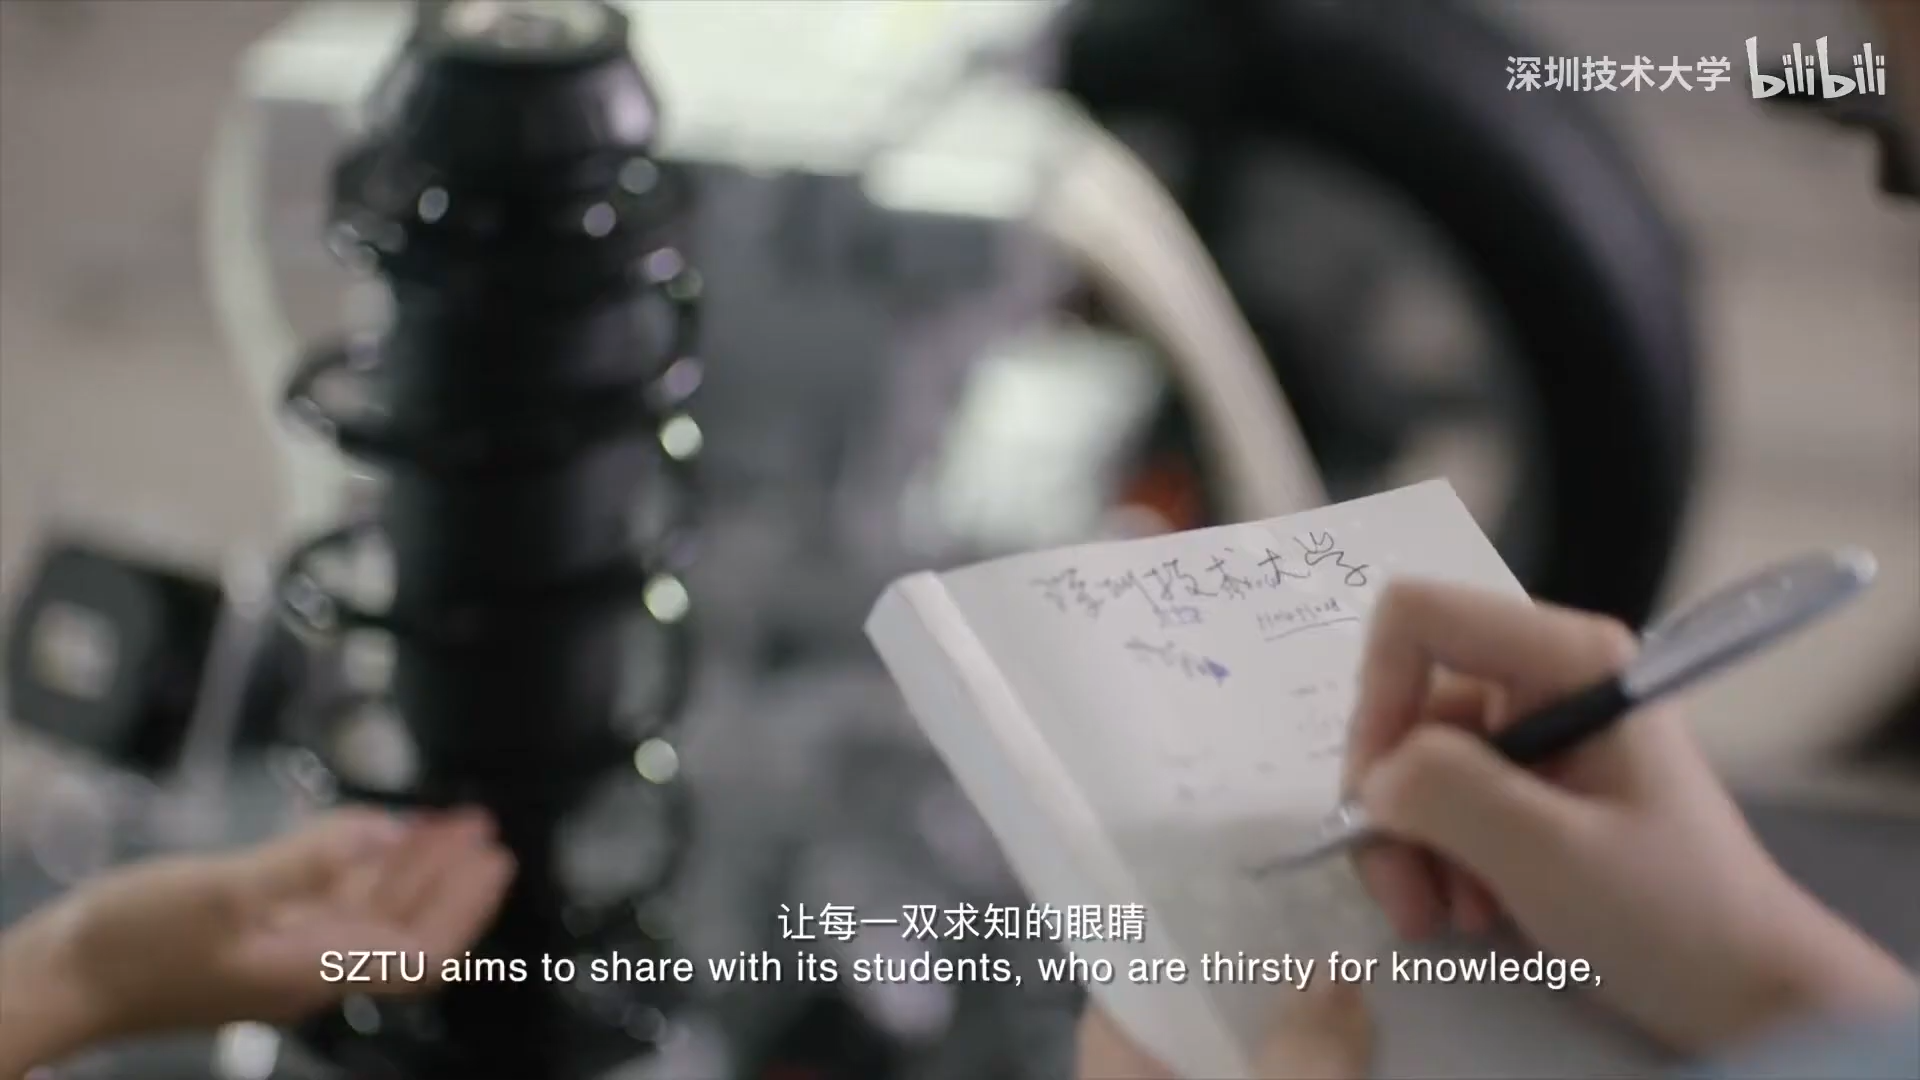 深圳技术大学 bilibili
深圳技术大学
让每一双求知的眼睛
SZTU aims to share with its students, who are thirsty for knowledge,